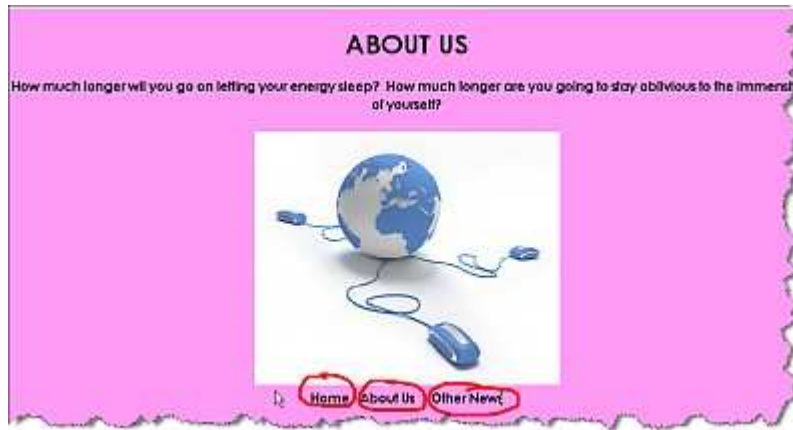 ABOUT US
How much longer will you go on letting your energy sleep? How much longer are you going to stay oblivious to the
of yourself?
Home About Us Other News